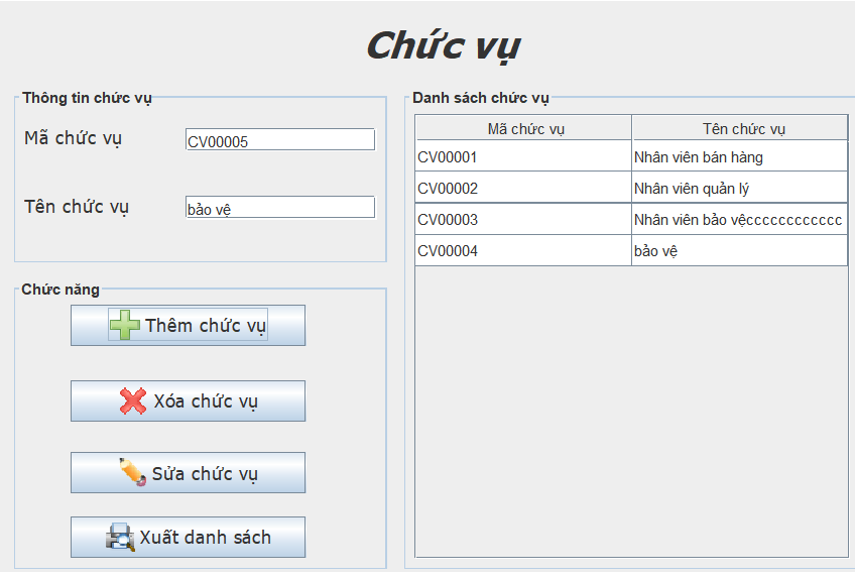 Chức vụ
Thông tin chức vụ
Mã chức vụ CV00005
Tên chức vụ bảo vệ
Chức năng
Thêm chức vụ
Xóa chức vụ
Sửa chức vụ
Xuất danh sách
Danh sách chức vụ
Mã chức vụ Tên chức vụ
CV00001 Nhân viên bán hàng
CV00002 Nhân viên quản lý
CV00003 Nhân viên bảo vệcccccccccccc
CV00004 bảo vệ